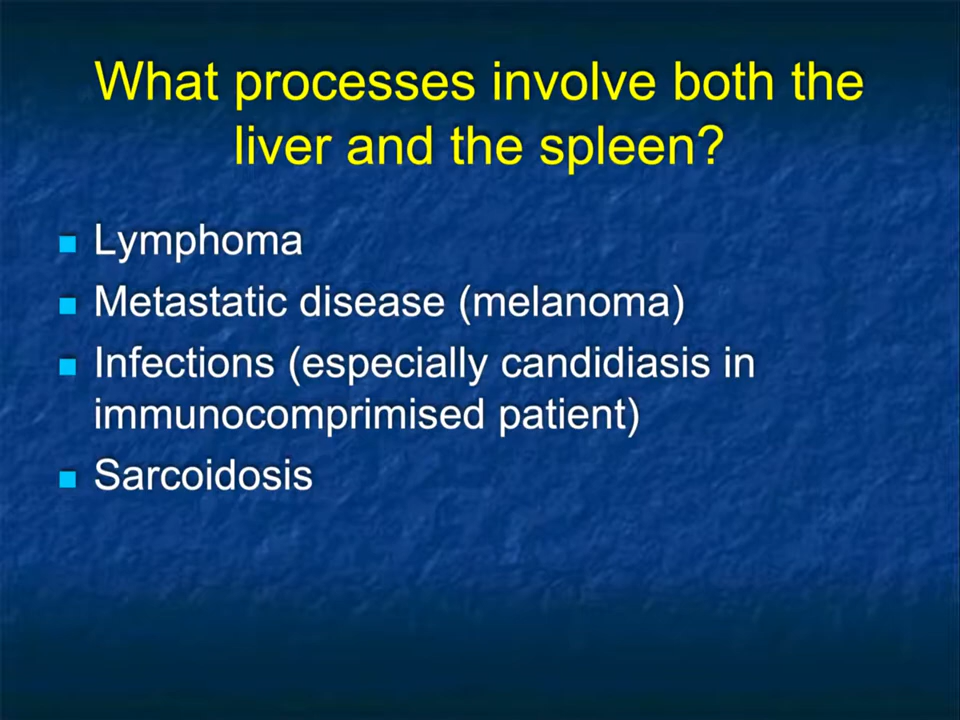 What processes involve both the
liver and the spleen?
Lymphoma
Metastatic disease (melanoma)
Infections (especially candidiasis in
immunocomprimised patient)
Sarcoidosis